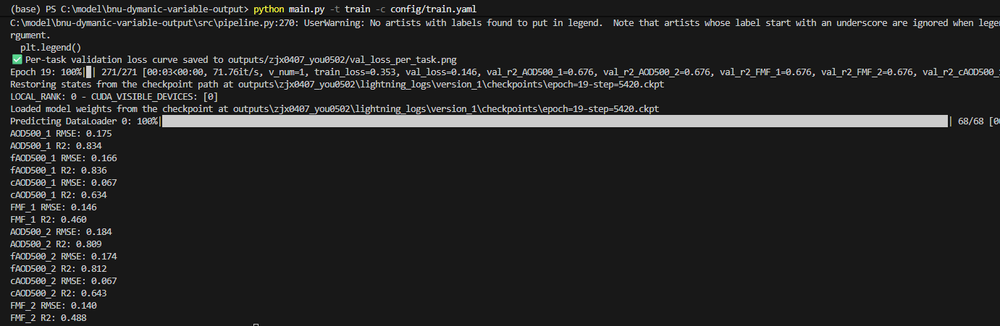 (base) PS C:\model\bnu-dymanic-variable-output> python main.py -t train -c config/train.yaml
C:\model\bnu-dymanic-variable-output\src\pipeline.py:270: UserWarning: No artists with labels found to put in legend.  Note that artists whose label start with an underscore are ignored when lege
rgument.
  plt.legend()
✅ Per-task validation loss curve saved to outputs/zjx0407_you0502/val_loss_per_task.png
Epoch 19: 100%|█| 271/271 [00:03<00:00, 71.76it/s, v_num=1, train_loss=0.353, val_loss=0.146, val_r2_AOD500_1=0.676, val_r2_AOD500_2=0.676, val_r2_FMF_1=0.676, val_r2_FMF_2=0.676, val_r2_cAOD500_1
Restoring states from the checkpoint path at outputs\zjx0407_you0502\lightning_logs\version_1\checkpoints\epoch=19-step=5420.ckpt
LOCAL_RANK: 0 - CUDA_VISIBLE_DEVICES: [0]
Loaded model weights from the checkpoint at outputs\zjx0407_you0502\lightning_logs\version_1\checkpoints\epoch=19-step=5420.ckpt
Predicting DataLoader 0: 100%|█| 68/68 [00
AOD500_1 RMSE: 0.175
AOD500_1 R2: 0.834
fAOD500_1 RMSE: 0.166
fAOD500_1 R2: 0.836
cAOD500_1 RMSE: 0.067
cAOD500_1 R2: 0.634
FMF_1 RMSE: 0.146
FMF_1 R2: 0.460
AOD500_2 RMSE: 0.184
AOD500_2 R2: 0.809
fAOD500_2 RMSE: 0.174
fAOD500_2 R2: 0.812
cAOD500_2 RMSE: 0.067
cAOD500_2 R2: 0.643
FMF_2 RMSE: 0.140
FMF_2 R2: 0.488